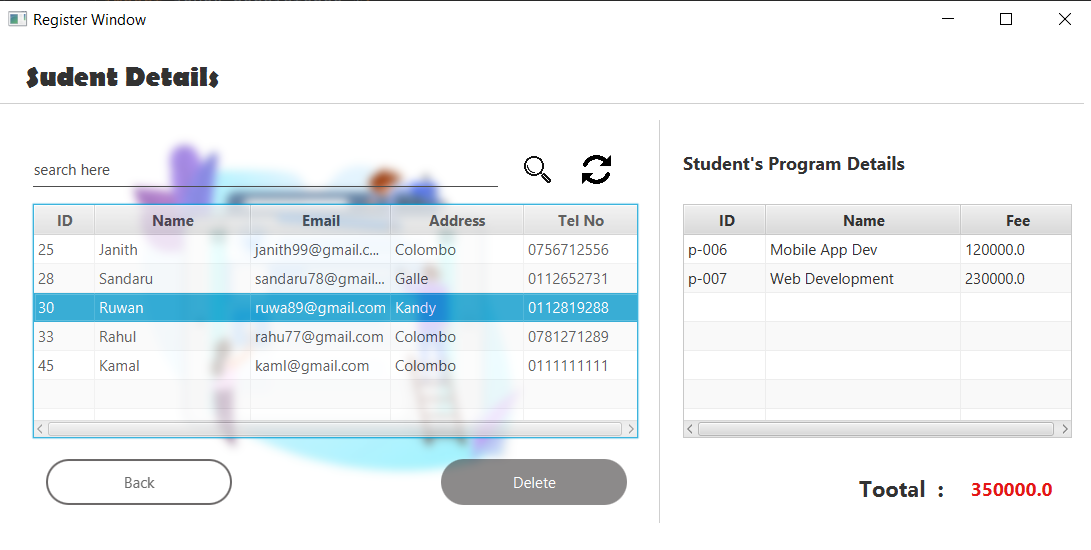 Register Window
Sudent Details
search here
ID Name Email Address Tel No
25 Janith janith99@gmail.c... Colombo 0756712556
28 Sandaru sandaru78@gmail... Galle 0112652731
30 Ruwan ruwa89@gmail.com Kandy 0112819288
33 Rahul rahu77@gmail.com Colombo 0781271289
45 Kamal kaml@gmail.com Colombo 0111111111
Back Delete
Student's Program Details
ID Name Fee
p-006 Mobile App Dev 120000.0
p-007 Web Development 230000.0
Tootal : 350000.0